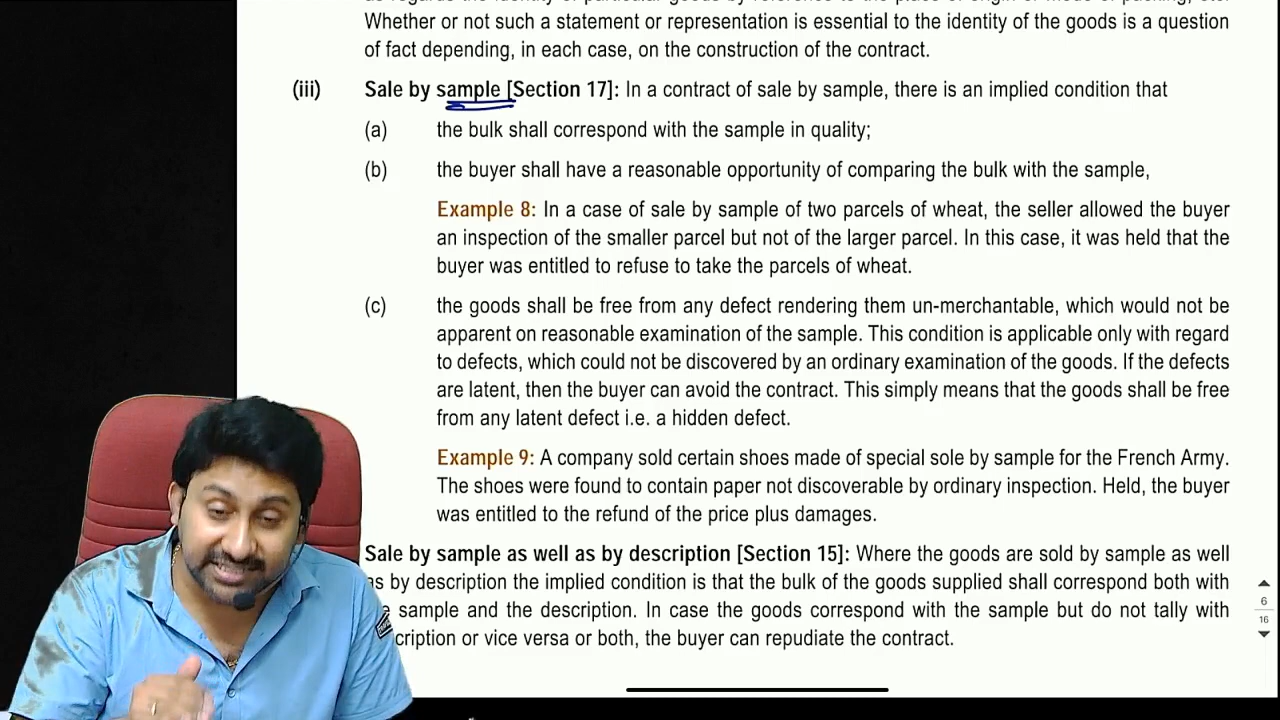 Whether or not such a statement or representation is essential to the identity of the goods is a question
of fact depending, in each case, on the construction of the contract.
(iii) Sale by sample [Section 17]: In a contract of sale by sample, there is an implied condition that
(a) the bulk shall correspond with the sample in quality;
(b) the buyer shall have a reasonable opportunity of comparing the bulk with the sample,
Example 8: In a case of sale by sample of two parcels of wheat, the seller allowed the buyer
an inspection of the smaller parcel but not of the larger parcel. In this case, it was held that the
buyer was entitled to refuse to take the parcels of wheat.
(c) the goods shall be free from any defect rendering them un-merchantable, which would not be
apparent on reasonable examination of the sample. This condition is applicable only with regard
to defects, which could not be discovered by an ordinary examination of the goods. If the defects
are latent, then the buyer can avoid the contract. This simply means that the goods shall be free
from any latent defect i.e. a hidden defect.
Example 9: A company sold certain shoes made of special sole by sample for the French Army.
The shoes were found to contain paper not discoverable by ordinary inspection. Held, the buyer
was entitled to the refund of the price plus damages.
Sale by sample as well as by description [Section 15]: Where the goods are sold by sample as well
as by description the implied condition is that the bulk of the goods supplied shall correspond both with
sample and the description. In case the goods correspond with the sample but do not tally with
cription or vice versa or both, the buyer can repudiate the contract.
6
16